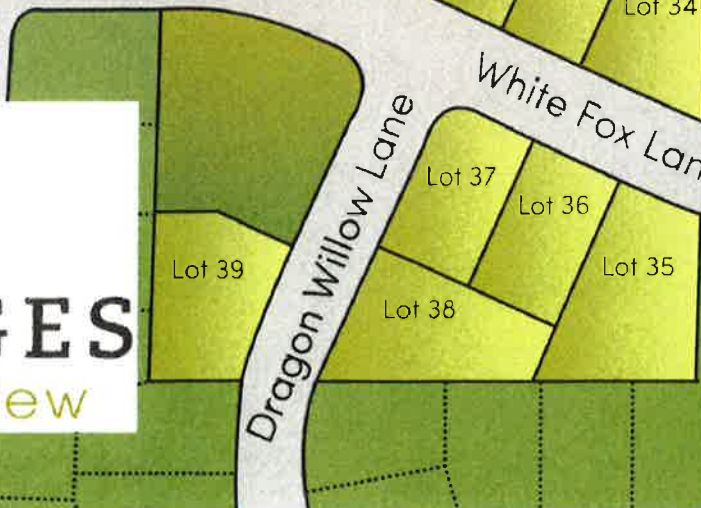 Lot 34
White Fox Lan
Dragon Willow Lane
Lot 37
Lot 36
Lot 35
Lot 39
Lot 38
GES
ew